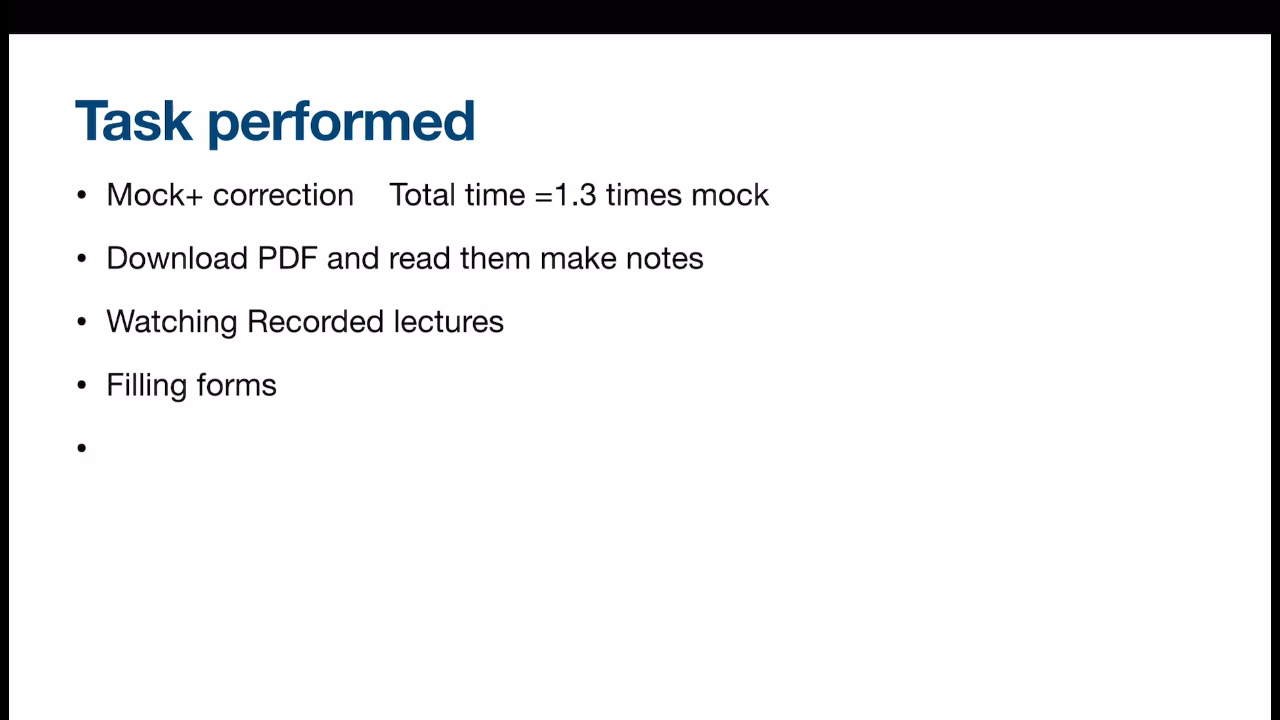 Task performed
• Mock+ correction Total time =1.3 times mock
• Download PDF and read them make notes
• Watching Recorded lectures
• Filling forms
•